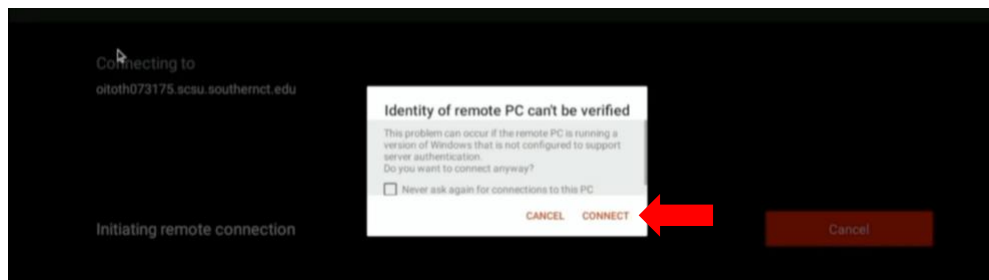 Connecting to
oitoth073175.scsu.southernct.edu
Identity of remote PC can't be verified
This problem can occur if the remote PC is running a
version of Windows that is not configured to support
server authentication.
Do you want to connect anyway?
Never ask again for connections to this PC
CANCEL CONNECT
Initiating remote connection
Cancel